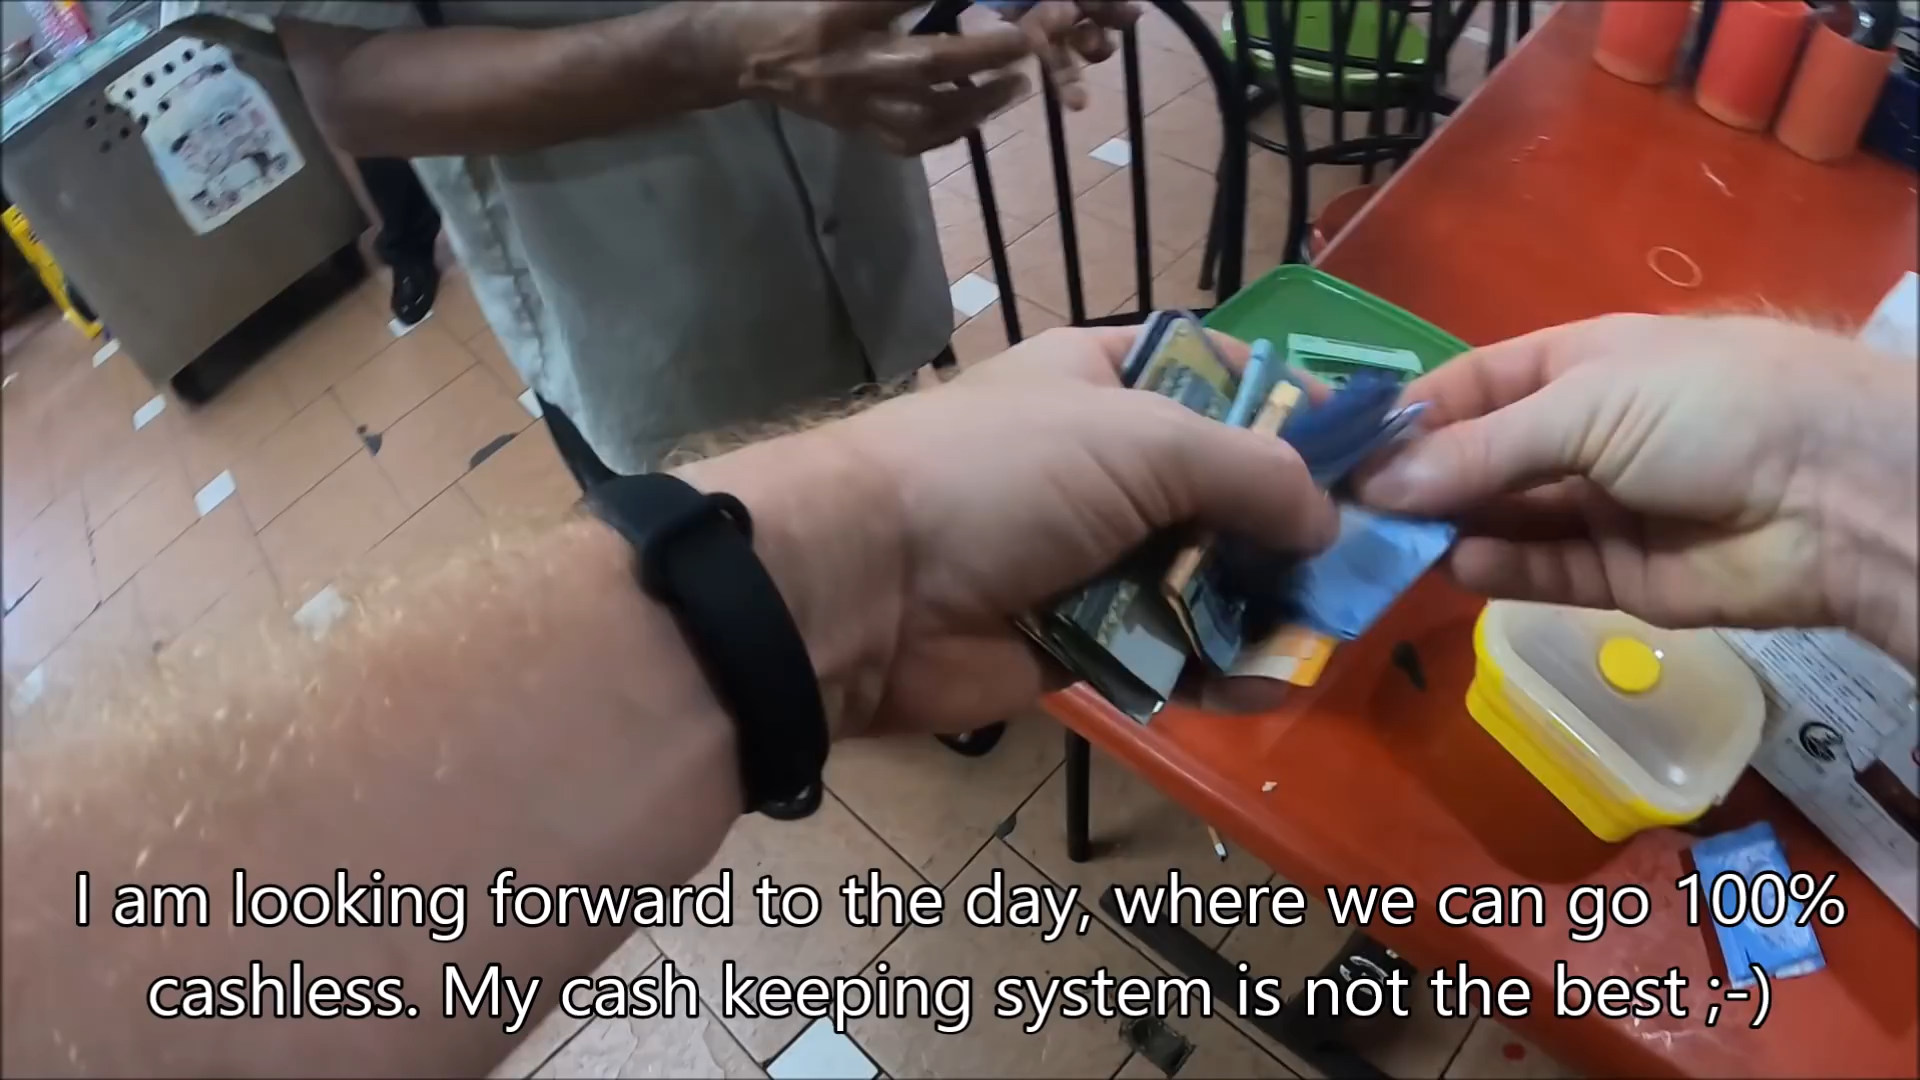 I am looking forward to the day, where we can go 100%
cashless. My cash keeping system is not the best ;-)